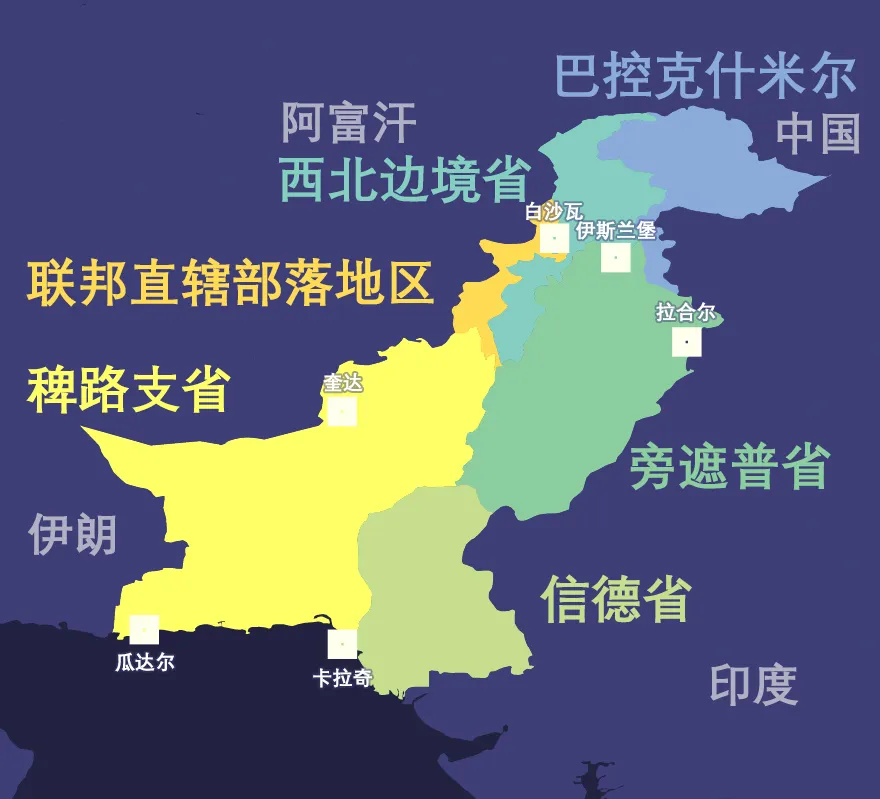 巴控克什米尔
阿富汗
中国
西北边境省
白沙瓦
伊斯兰堡
联邦直辖部落地区
拉合尔
稗路支省
奎达
旁遮普省
伊朗
信德省
瓜达尔
卡拉奇
印度